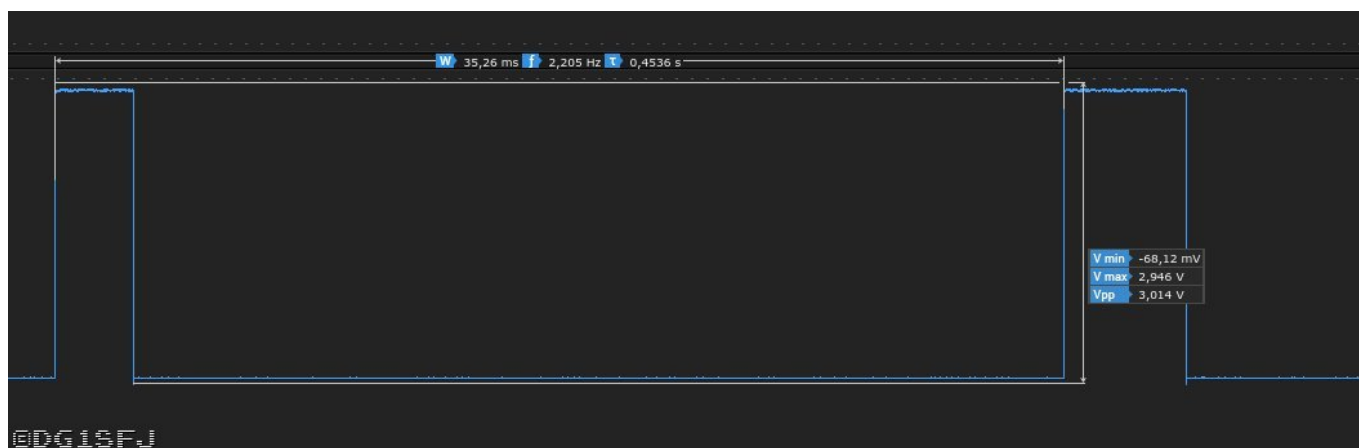 W 35,26 ms f 2,205 Hz τ 0,4536 s
V min -68,12 mV
V max 2,946 V
Vpp 3,014 V
@DG1SFJ